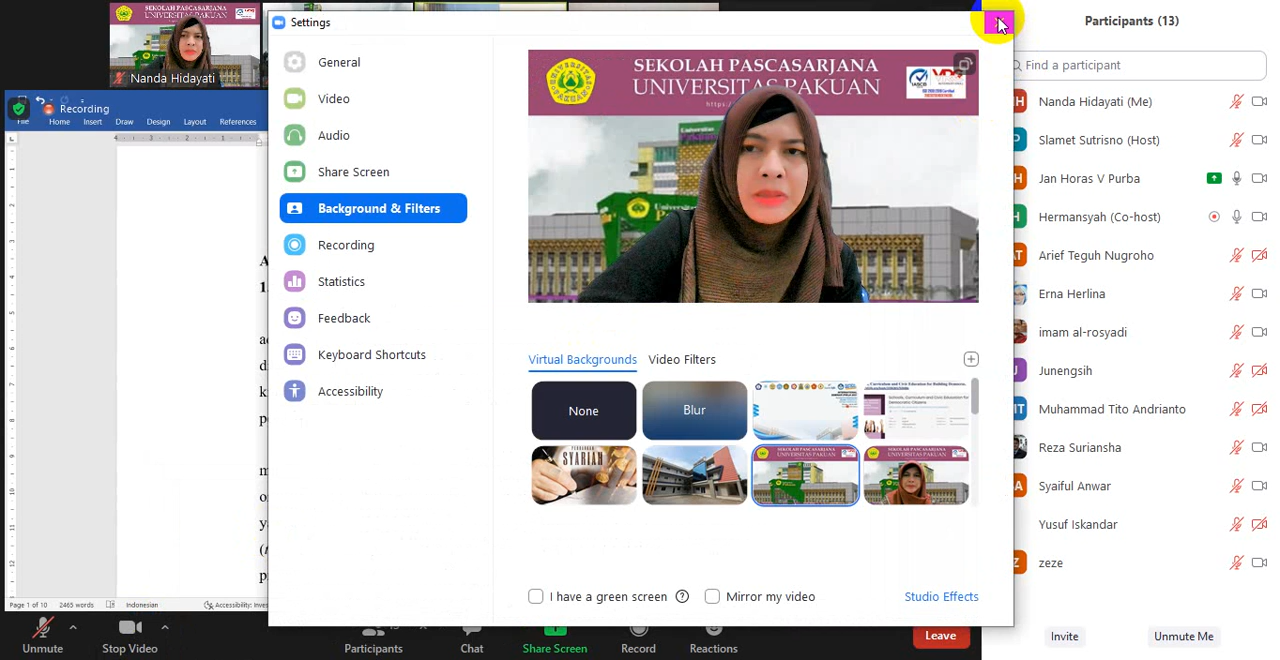 Nanda Hidayati
Recording
Home Insert Draw Design Layout References
Page 1 of 10 2465 words Indonesian Accessibility: Inves
Settings
General
Video
Audio
Share Screen
Background & Filters
Recording
Statistics
Feedback
Keyboard Shortcuts
Accessibility
SEKOLAH PASCASARJANA
UNIVERSITAS PAKUAN
Virtual Backgrounds Video Filters
None
Blur
SYARIAH
I have a green screen
Mirror my video
Studio Effects
Participants (13)
Find a participant
Nanda Hidayati (Me)
Slamet Sutrisno (Host)
Jan Horas V Purba
Hermansyah (Co-host)
Arief Teguh Nugroho
Erna Herlina
imam al-rosyadi
Junengsih
Muhammad Tito Andrianto
Reza Suriansha
Syaiful Anwar
Yusuf Iskandar
zeze
Invite
Unmute Me
Unmute
Stop Video
Participants
Chat
Share Screen
Record
Reactions
Leave